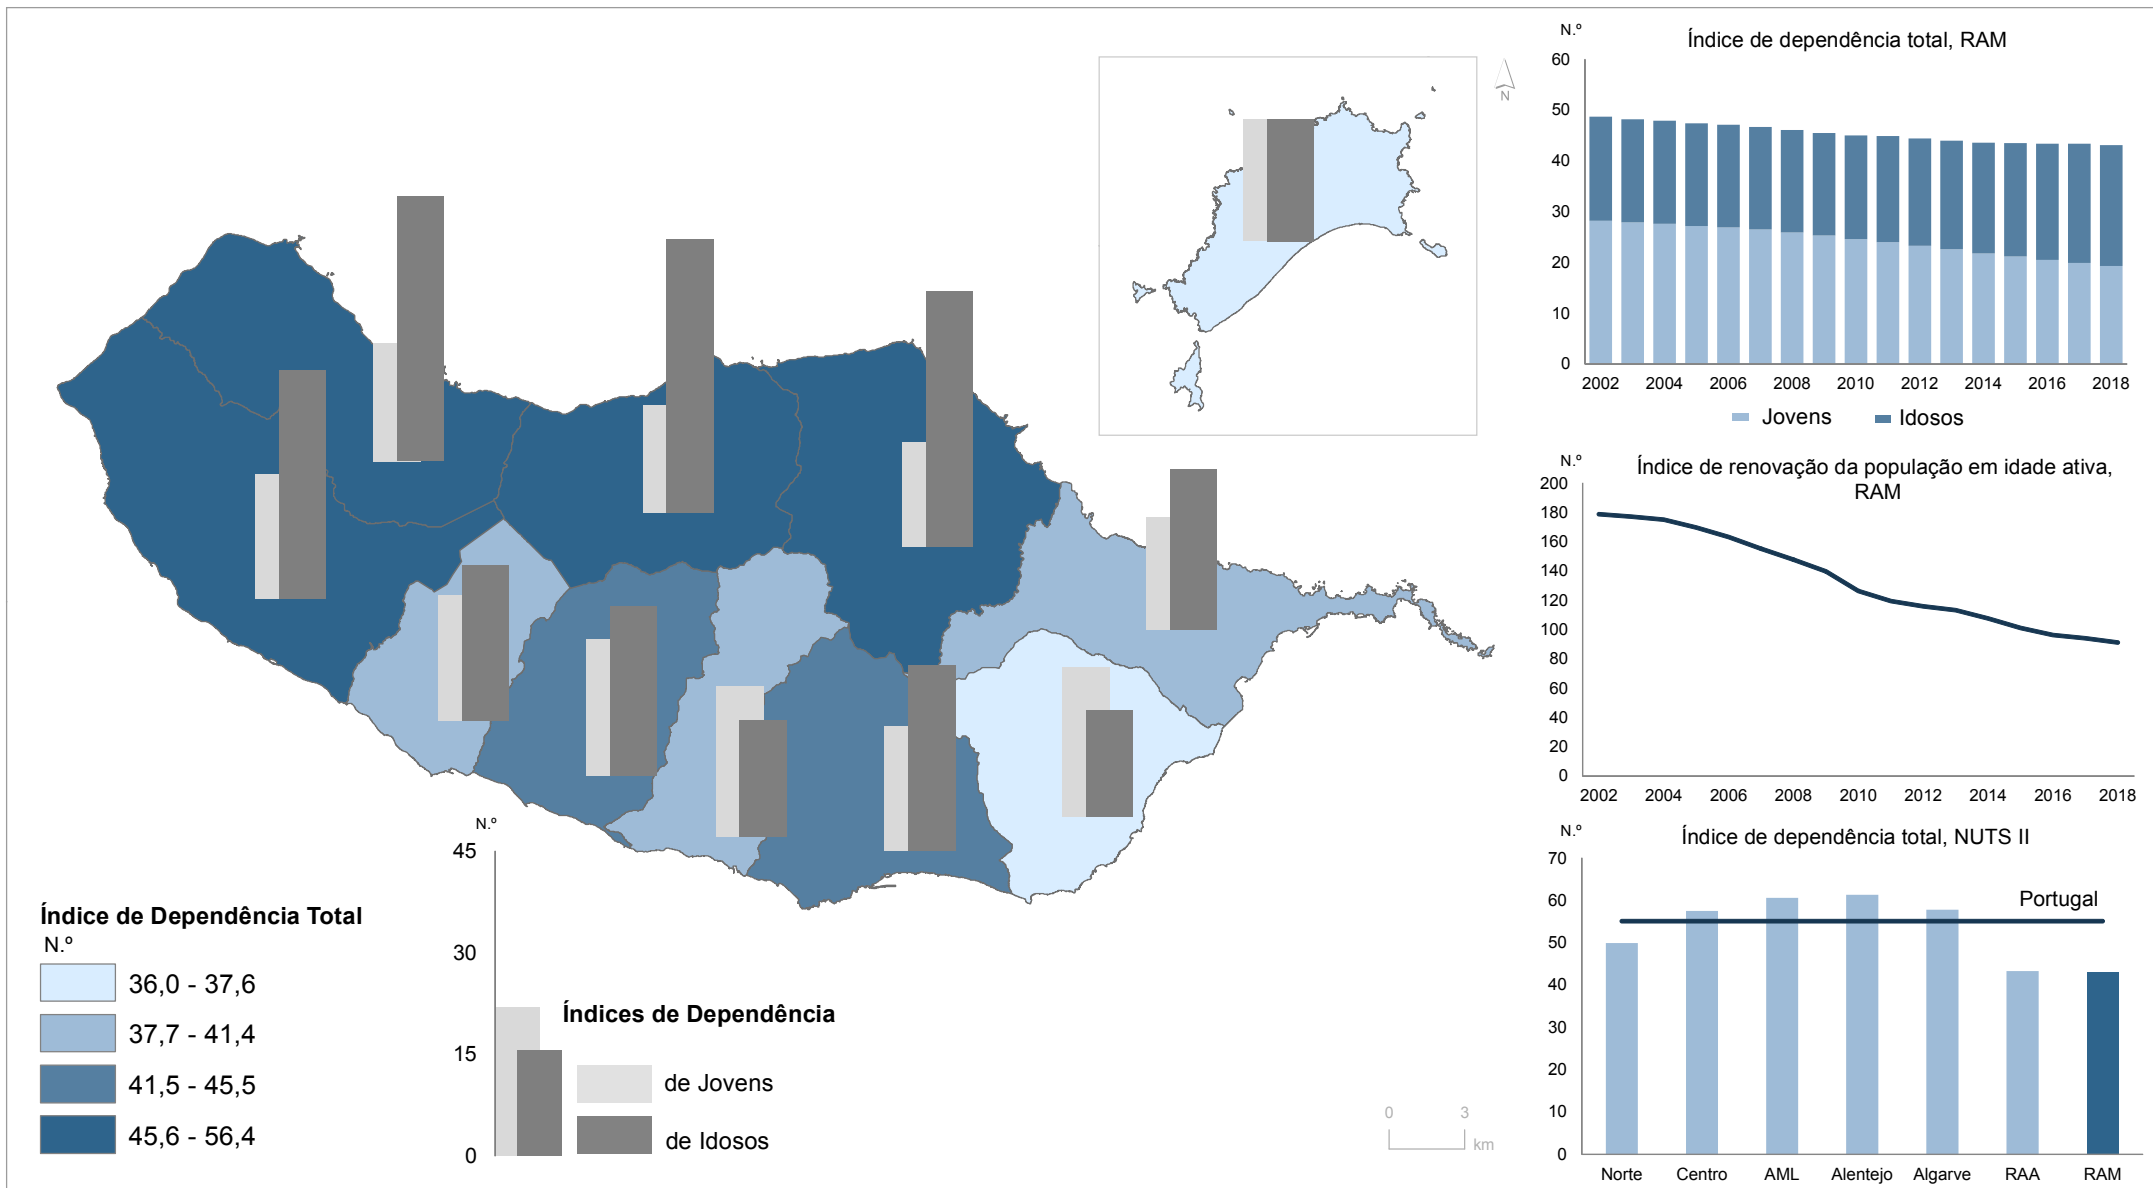 N
N.º
45
30
15
0
Índice de Dependência Total
N.º
36,0 - 37,6
37,7 - 41,4
41,5 - 45,5
45,6 - 56,4
Índices de Dependência
de Jovens
de Idosos
0 3
km
N.º
Índice de dependência total, RAM
60
50
40
30
20
10
0
2002 2004 2006 2008 2010 2012 2014 2016 2018
Jovens Idosos
N.º
Índice de renovação da população em idade ativa,
RAM
200
180
160
140
120
100
80
60
40
20
0
2002 2004 2006 2008 2010 2012 2014 2016 2018
N.º
Índice de dependência total, NUTS II
70
60
50
40
30
20
10
0
Portugal
Norte Centro AML Alentejo Algarve RAA RAM